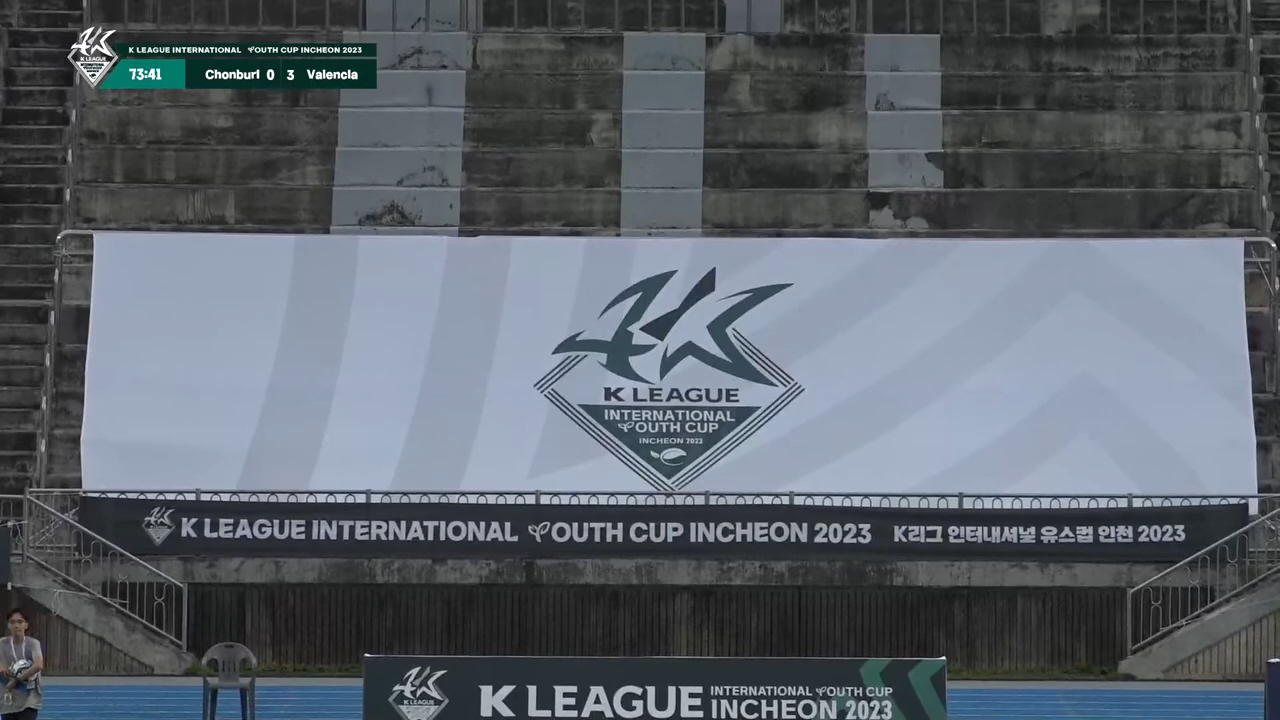 K LEAGUE INTERNATIONAL YOUTH CUP INCHEON 2023
K LEAGUE
73:41 Chonburi 0 3 Valencia
K LEAGUE
INTERNATIONAL
YOUTH CUP
INCHEON 2023
K LEAGUE INTERNATIONAL YOUTH CUP INCHEON 2023 K리그 인터내셔널 유스컵 인천 2023
K LEAGUE
K LEAGUE INTERNATIONAL YOUTH CUP
INCHEON 2023